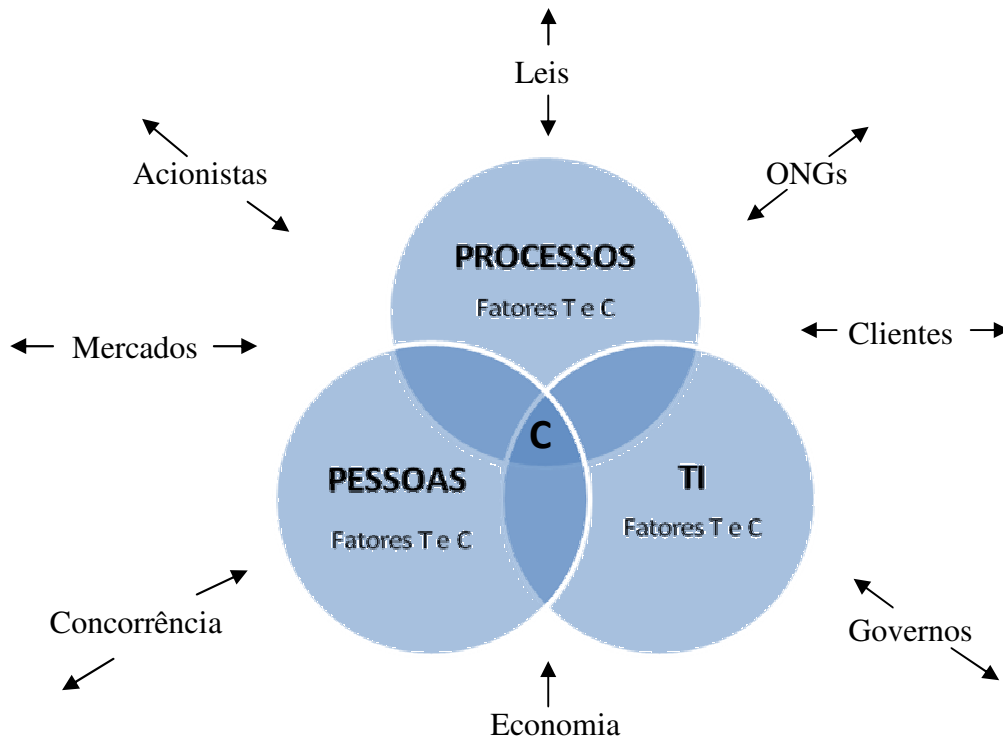 Leis
Acionistas
ONGs
PROCESSOS
Fatores T e C
Mercados
Clientes
C
PESSOAS
Fatores T e C
TI
Fatores T e C
Concorrência
Governos
Economia